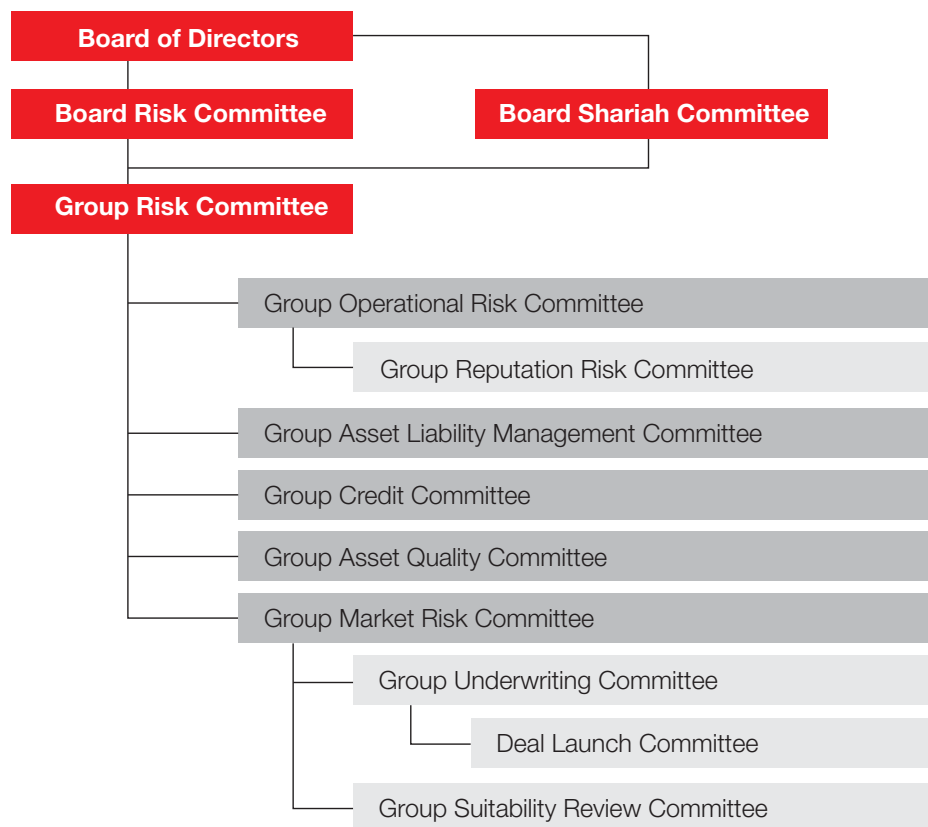 Board of Directors
Board Risk Committee
Board Shariah Committee
Group Risk Committee
Group Operational Risk Committee
Group Reputation Risk Committee
Group Asset Liability Management Committee
Group Credit Committee
Group Asset Quality Committee
Group Market Risk Committee
Group Underwriting Committee
Deal Launch Committee
Group Suitability Review Committee